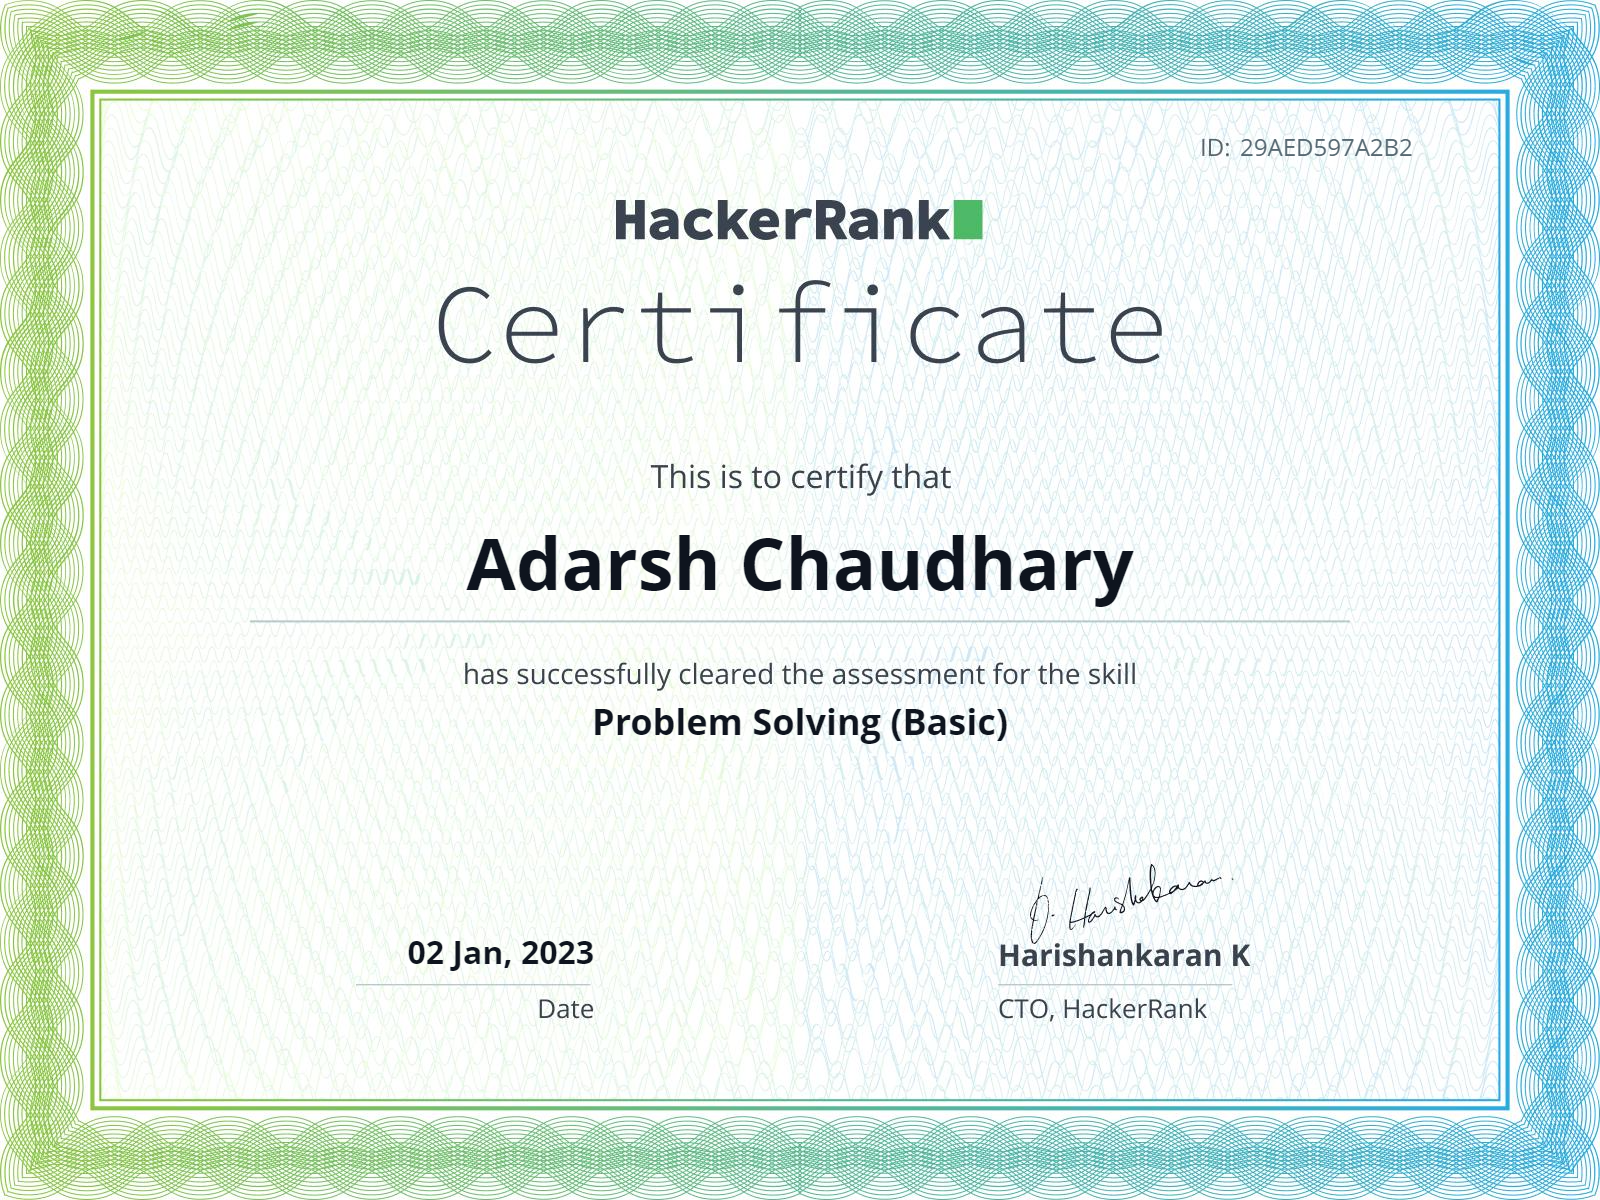 ID: 29AED597A2B2
HackerRank
Certificate
This is to certify that
Adarsh Chaudhary
has successfully cleared the assessment for the skill
Problem Solving (Basic)
02 Jan, 2023
Date
Harishankaran
Harishankaran K
CTO, HackerRank